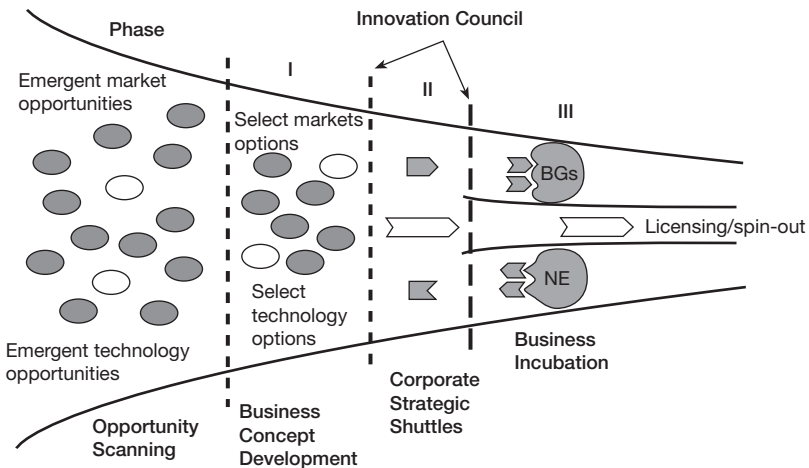 Innovation Council
Phase
I
II
III
Emergent market
opportunities
Select markets
options
BGs
Licensing/spin-out
NE
Select
technology
options
Emergent technology
opportunities
Opportunity
Scanning
Business
Concept
Development
Corporate
Strategic
Shuttles
Business
Incubation